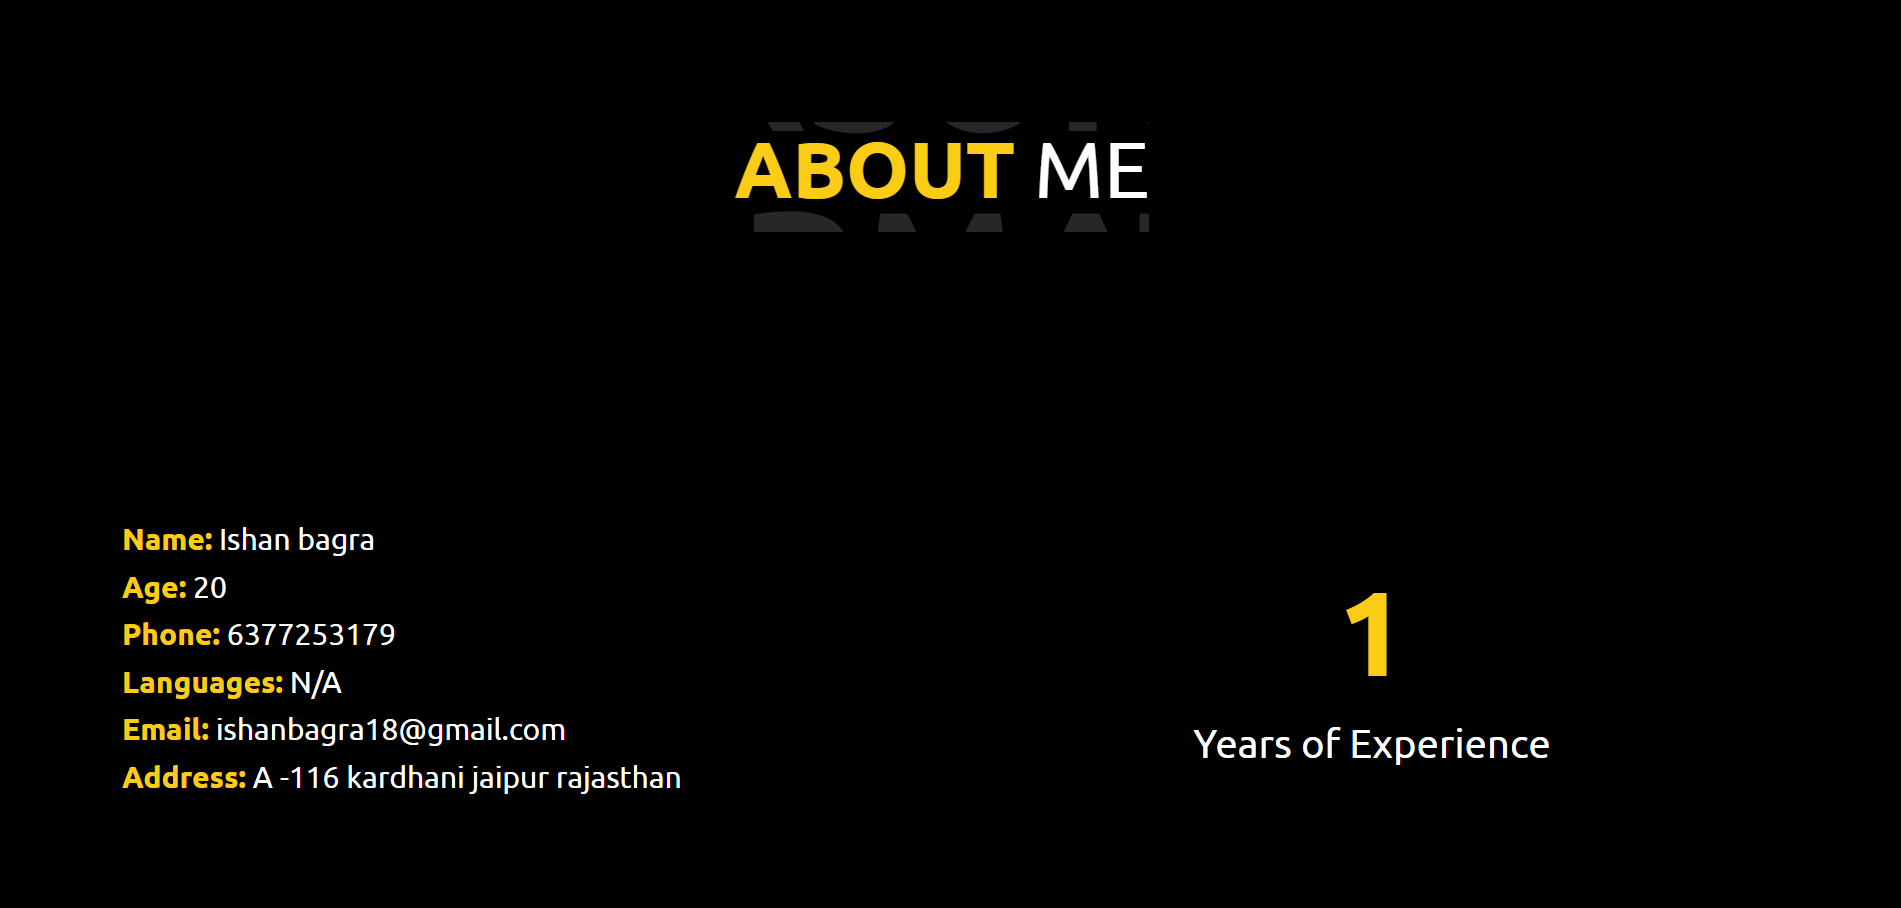 ABOUT ME
Name: Ishan bagra
Age: 20
Phone: 6377253179
Languages: N/A
Email: ishanbagra18@gmail.com
Address: A -116 kardhani jaipur rajasthan
1
Years of Experience